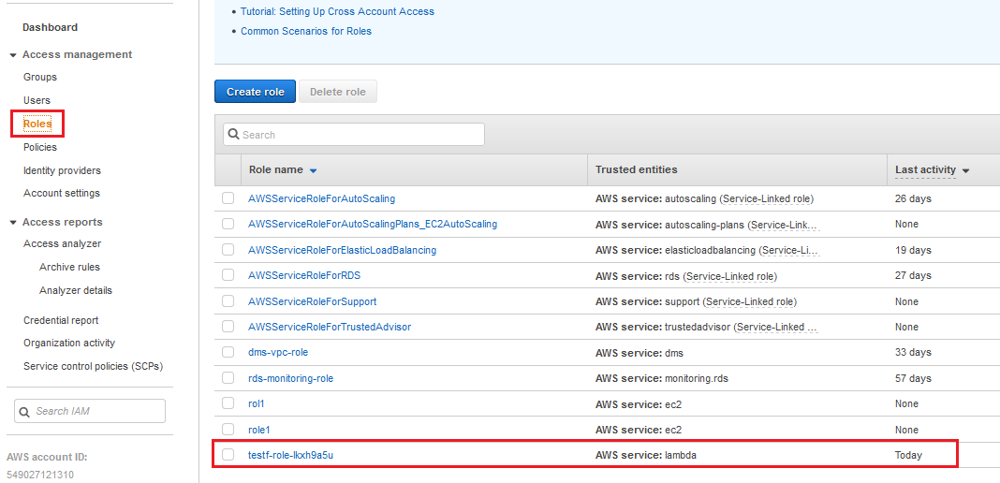 Dashboard
Access management
Groups
Users
Roles
Policies
Identity providers
Account settings
Access reports
Access analyzer
Archive rules
Analyzer details
Credential report
Organization activity
Service control policies (SCPs)
Search IAM
AWS account ID:
549027121310
Tutorial: Setting Up Cross Account Access
Common Scenarios for Roles
Create role Delete role
Search
Role name Trusted entities Last activity
AWSServiceRoleForAutoScaling AWS service: autoscaling (Service-Linked role) 26 days
AWSServiceRoleForAutoScalingPlans_EC2AutoScaling AWS service: autoscaling-plans (Service-Link... None
AWSServiceRoleForElasticLoadBalancing AWS service: elasticloadbalancing (Service-Li... 19 days
AWSServiceRoleForRDS AWS service: rds (Service-Linked role) 27 days
AWSServiceRoleForSupport AWS service: support (Service-Linked role) None
AWSServiceRoleForTrustedAdvisor AWS service: trustedadvisor (Service-Linked ... None
dms-vpc-role AWS service: dms 33 days
rds-monitoring-role AWS service: monitoring.rds 57 days
rol1 AWS service: ec2 None
role1 AWS service: ec2 None
testf-role-lkxh9a5u AWS service: lambda Today